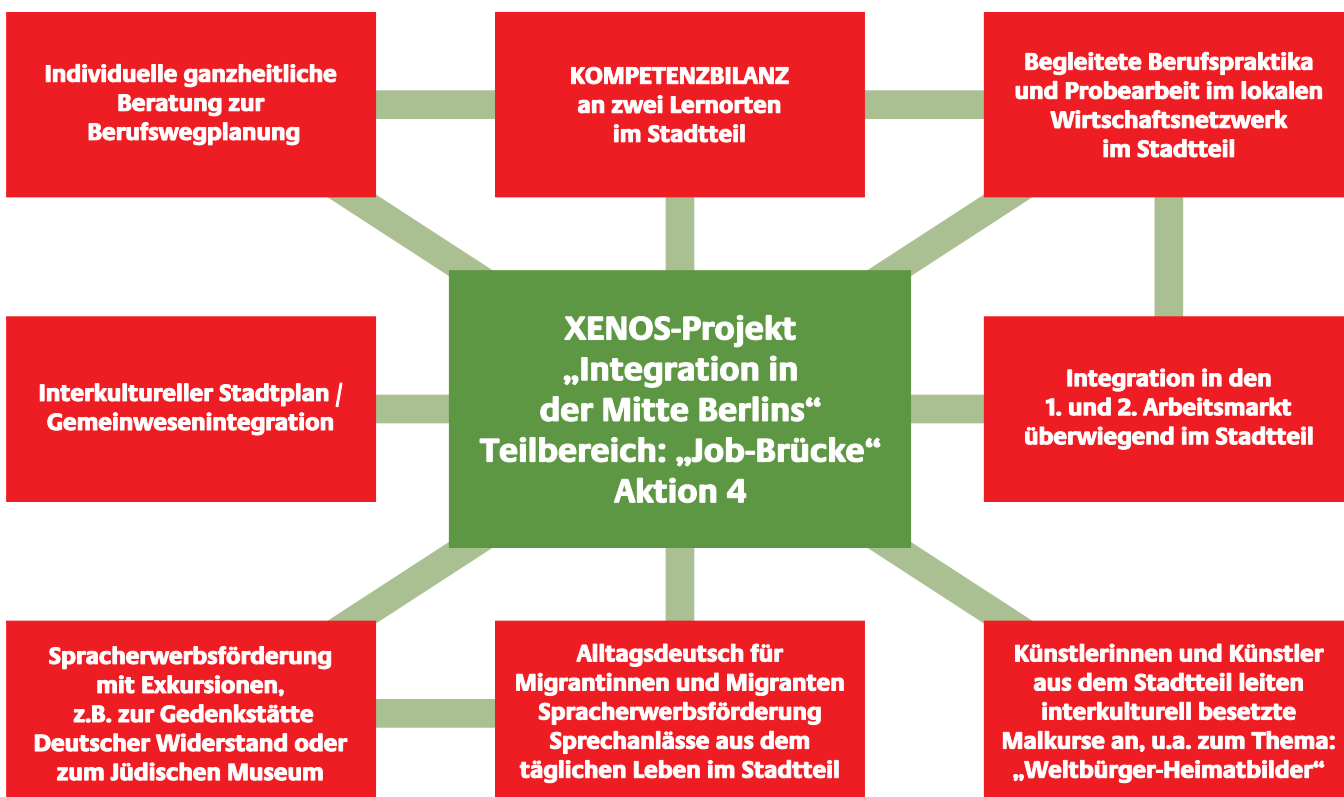 Individuelle ganzheitliche
Beratung zur
Berufswegplanung
KOMPETENZBILANZ
an zwei Lernorten
im Stadtteil
Begleitete Berufspraktika
und Probearbeit im lokalen
Wirtschaftsnetzwerk
im Stadtteil
Interkultureller Stadtplan /
Gemeinwesenintegration
XENOS-Projekt
„Integration in
der Mitte Berlins“
Teilbereich: „Job-Brücke“
Aktion 4
Integration in den
1. und 2. Arbeitsmarkt
überwiegend im Stadtteil
Spracherwerbsförderung
mit Exkursionen,
z.B. zur Gedenkstätte
Deutscher Widerstand oder
zum Jüdischen Museum
Alltagsdeutsch für
Migrantinnen und Migranten
Spracherwerbsförderung
Sprechanlässe aus dem
täglichen Leben im Stadtteil
Künstlerinnen und Künstler
aus dem Stadtteil leiten
interkulturell besetzte
Malkurse an, u.a. zum Thema:
„Weltbürger-Heimatbilder“